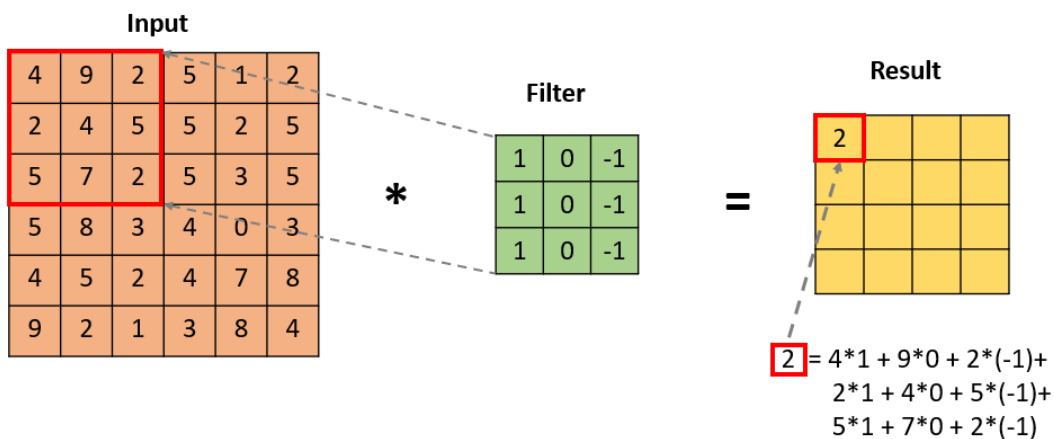 Input
4 9 2 5 1 2
2 4 5 5 2 5
5 7 2 5 3 5
5 8 3 4 0 3
4 5 2 4 7 8
9 2 1 3 8 4
*
Filter
1 0 -1
1 0 -1
1 0 -1
=
Result
2
2 = 4*1 + 9*0 + 2*(-1)+
2*1 + 4*0 + 5*(-1)+
5*1 + 7*0 + 2*(-1)